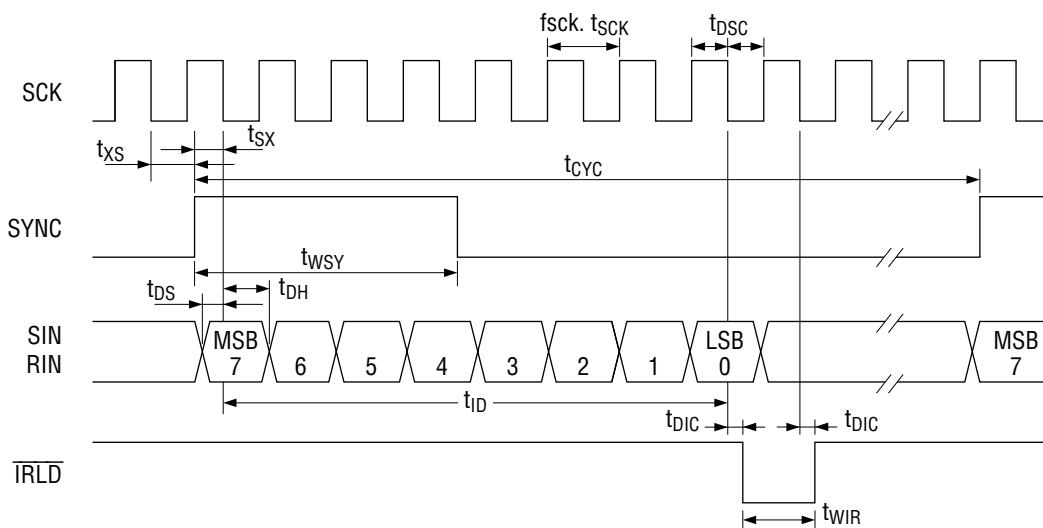 fsck. tSCK
tDSC
SCK
tXS
tSX
tCYC
SYNC
tWSY
tDS
tDH
SIN
RIN
MSB
7
6
5
4
3
2
1
LSB
0
MSB
7
tID
tDIC
tDIC
IRLD
tWIR